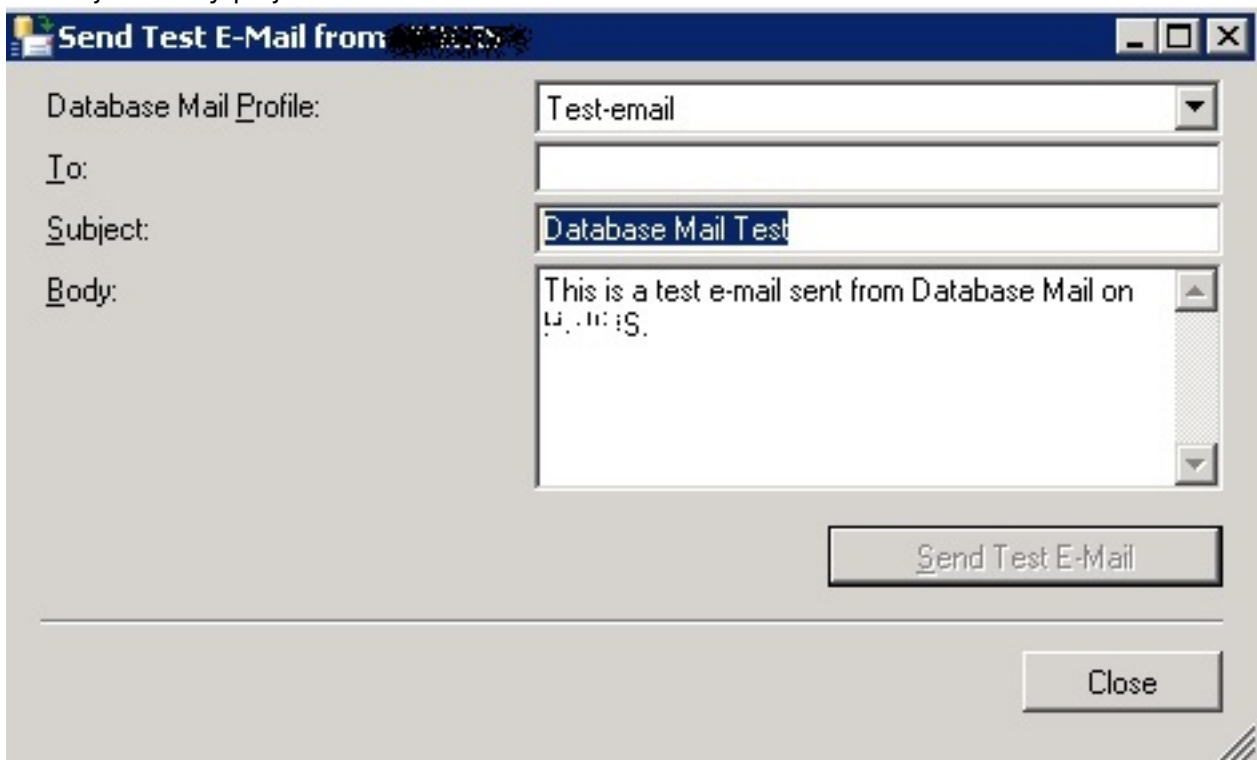 Send Test E-Mail from
Database Mail Profile:
Test-email
To:
Subject:
Database Mail Test
Body:
This is a test e-mail sent from Database Mail on
Send Test E-Mail
Close